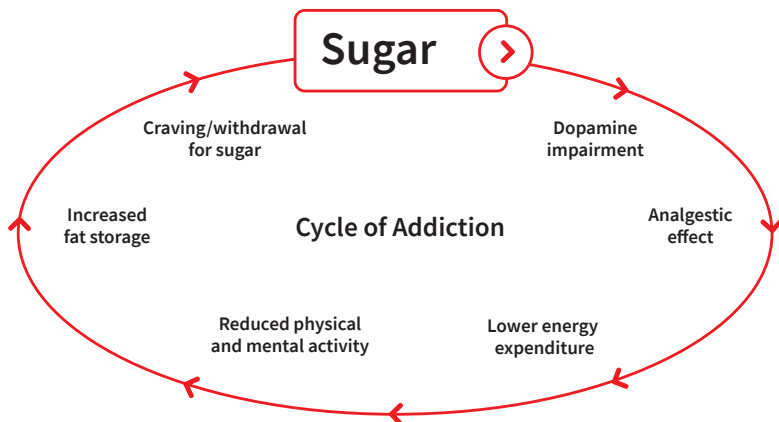 Sugar
Dopamine
impairment
Analgestic
effect
Lower energy
expenditure
Reduced physical
and mental activity
Increased
fat storage
Craving/withdrawal
for sugar
Cycle of Addiction